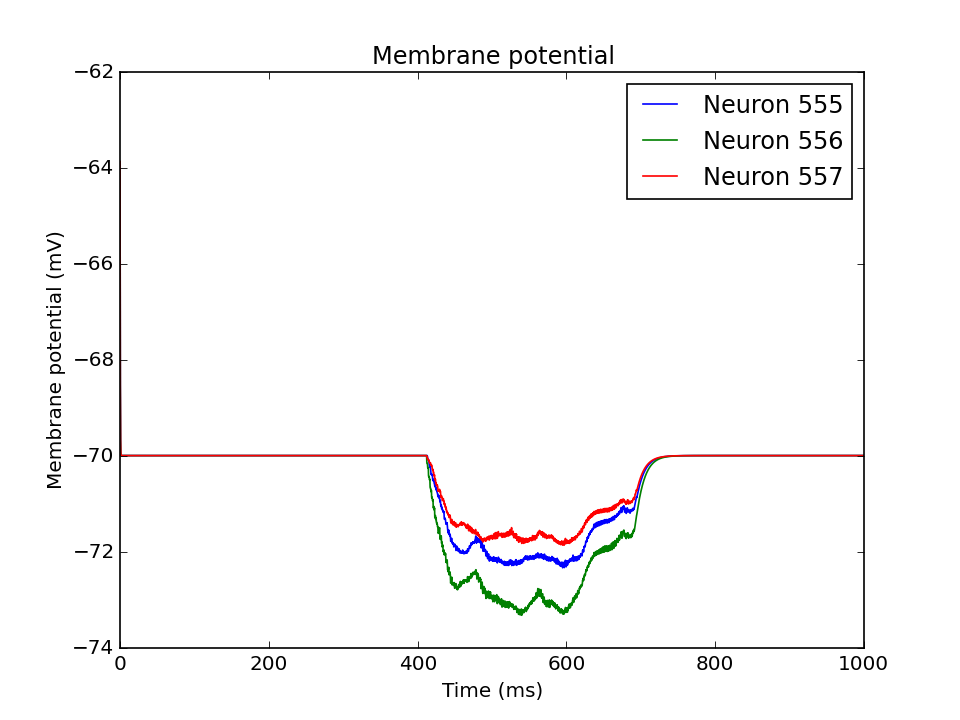 Membrane potential
Neuron 555
Neuron 556
Neuron 557
Membrane potential (mV)
−62
−64
−66
−68
−70
−72
−74
0 200 400 600 800 1000
Time (ms)